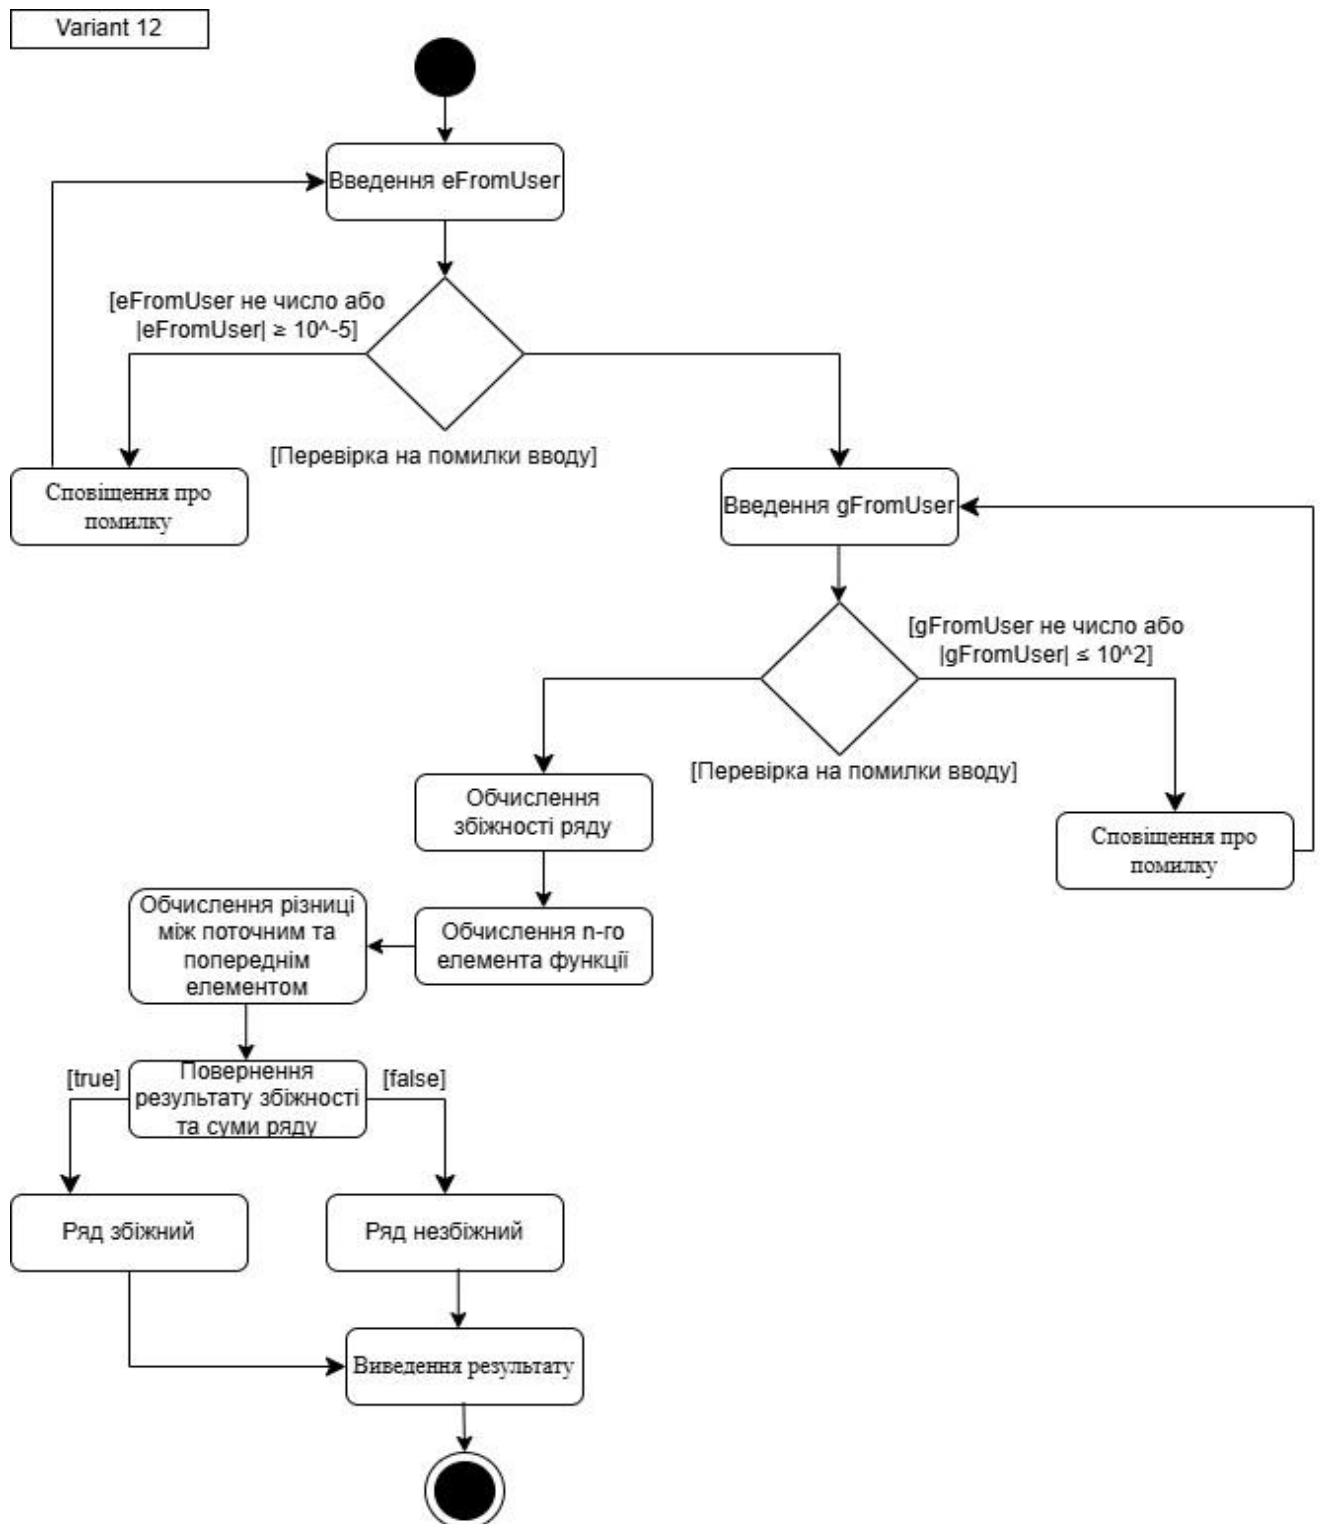 Variant 12
Введення eFromUser
[eFromUser не число або
|eFromUser| ≥ 10^-5]
[Перевірка на помилки вводу]
Сповіщення про
помилку
Введення gFromUser
[gFromUser не число або
|gFromUser| ≤ 10^2]
[Перевірка на помилки вводу]
Обчислення
збіжності ряду
Сповіщення про
помилку
Обчислення n-го
елемента функції
Обчислення різниці
між поточним та
попереднім
елементом
[true]
Повернення
результату збіжності
та суми ряду
[false]
Ряд збіжний
Ряд незбіжний
Виведення результату